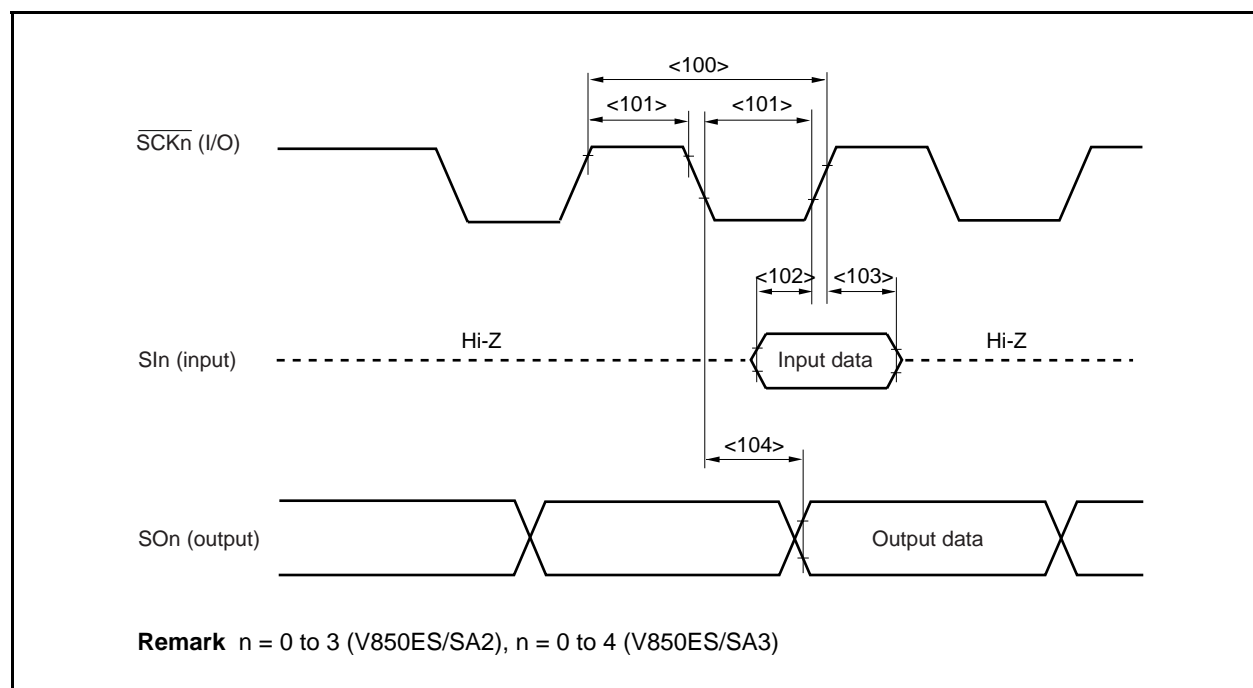 <100>
<101> <101>
SCKn (I/O)
<102> <103>
Hi-Z Hi-Z
SIn (input) Input data
<104>
SOn (output) Output data
Remark n = 0 to 3 (V850ES/SA2), n = 0 to 4 (V850ES/SA3)